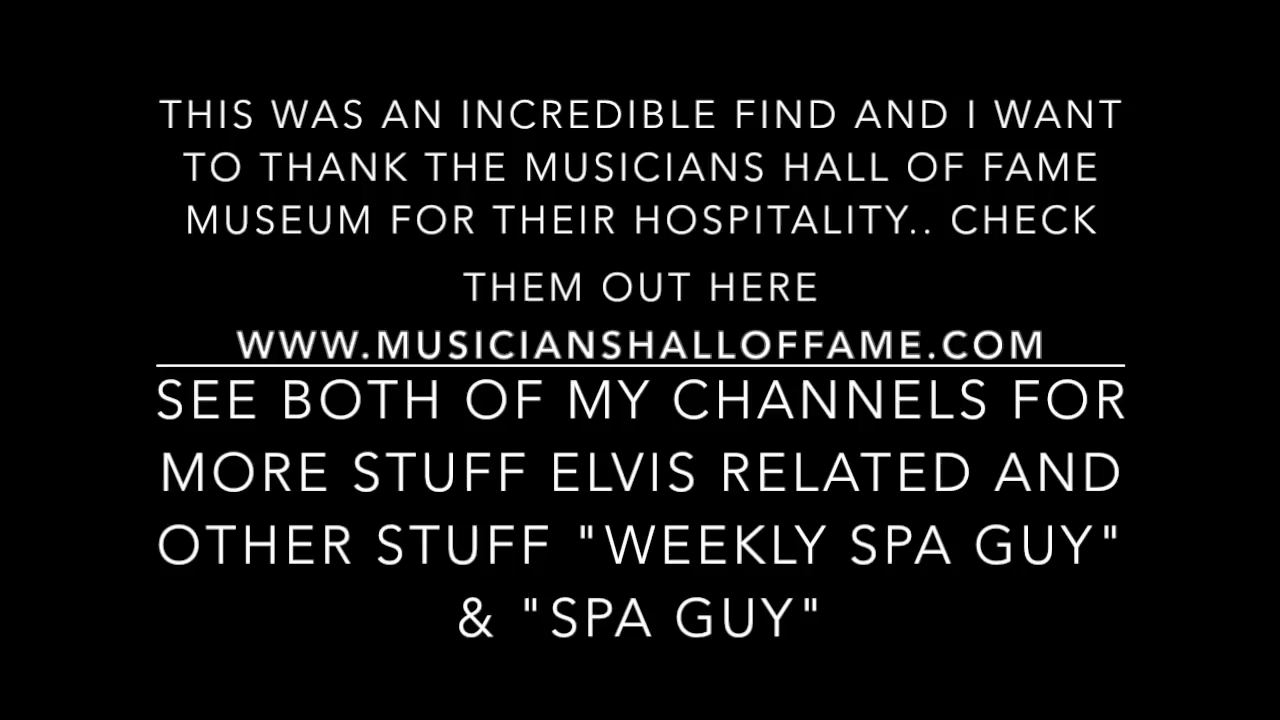 THIS WAS AN INCREDIBLE FIND AND I WANT
TO THANK THE MUSICIANS HALL OF FAME
MUSEUM FOR THEIR HOSPITALITY.. CHECK
THEM OUT HERE
WWW.MUSICIANSHALLOFFAME.COM
SEE BOTH OF MY CHANNELS FOR
MORE STUFF ELVIS RELATED AND
OTHER STUFF "WEEKLY SPA GUY"
& "SPA GUY"